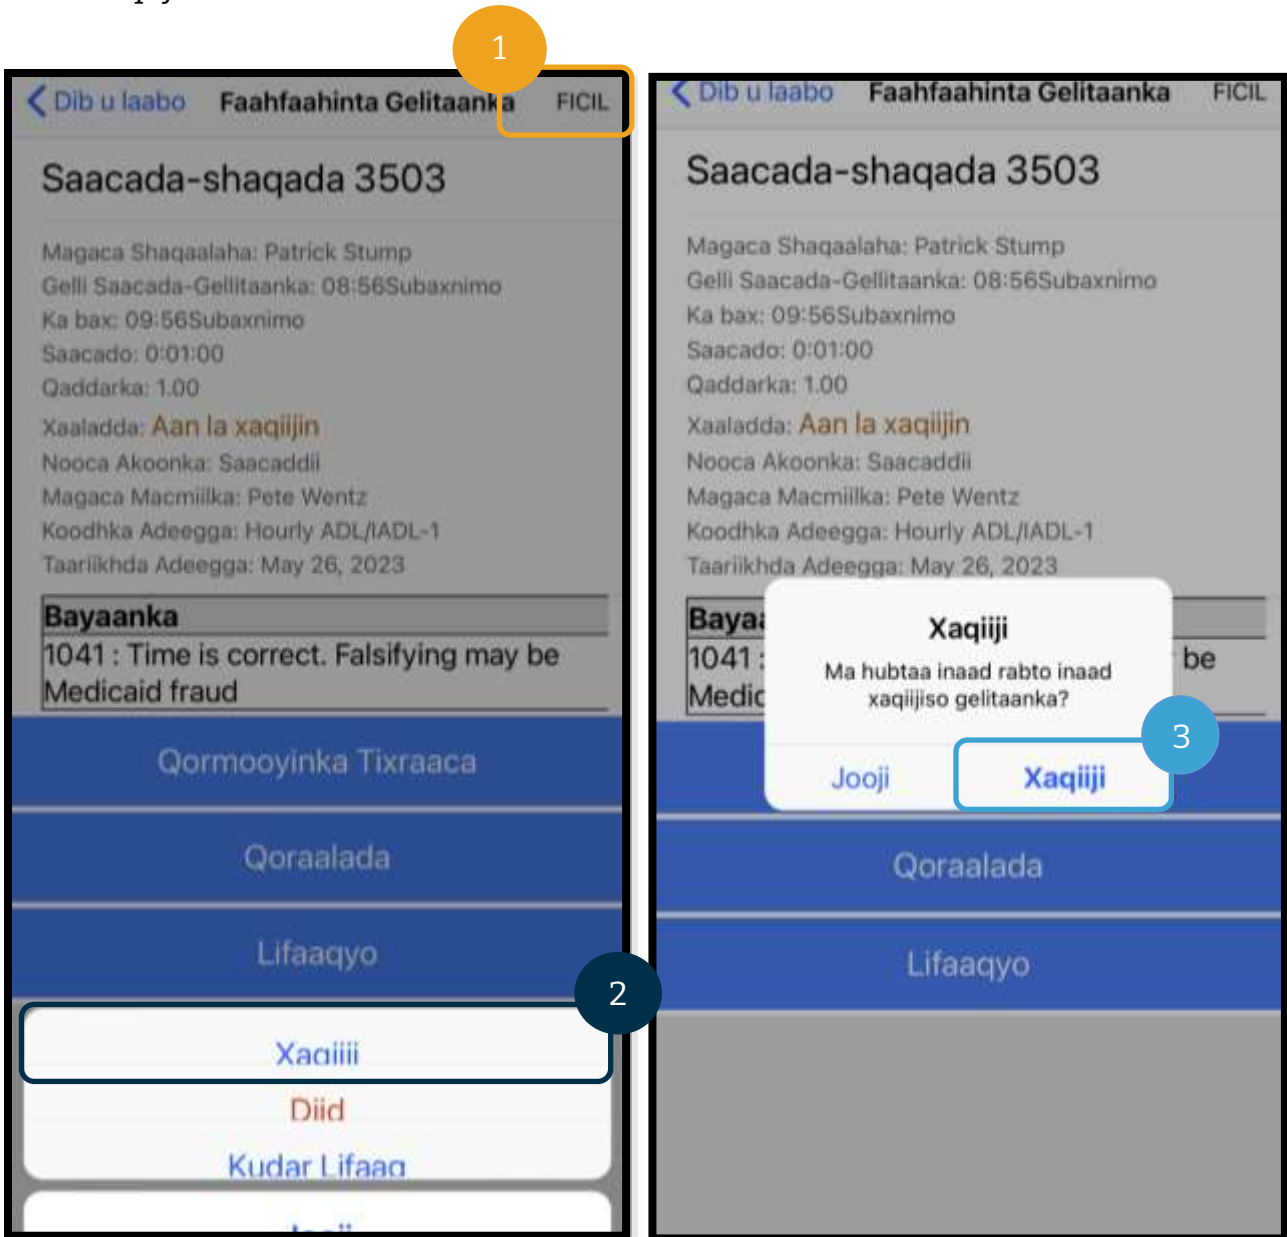 1
Dib u laabo Faahfaahinta Gelitaanka FICIL
Saacada-shaqada 3503
Magaca Shaqaalaha: Patrick Stump
Gelli Saacada-Gellitaanka: 08:56Subaxnimo
Ka bax: 09:56Subaxnimo
Saacado: 0:01:00
Qaddarka: 1.00
Xaaladda: Aan la xaqiijin
Nooca Akoonka: Saacaddii
Magaca Macmiilka: Pete Wentz
Koodhka Adeegga: Hourly ADL/IADL-1
Taariikhda Adeegga: May 26, 2023
Bayaanka
1041 : Time is correct. Falsifying may be
Medicaid fraud
Qormooyinka Tixraaca
Qoraalada
Lifaaqyo
2
Xaqiiji
Diid
Kudar Lifaaq
Dib u laabo Faahfaahinta Gelitaanka FICIL
Saacada-shaqada 3503
Magaca Shaqaalaha: Patrick Stump
Gelli Saacada-Gellitaanka: 08:56Subaxnimo
Ka bax: 09:56Subaxnimo
Saacado: 0:01:00
Qaddarka: 1.00
Xaaladda: Aan la xaqiijin
Nooca Akoonka: Saacaddii
Magaca Macmiilka: Pete Wentz
Koodhka Adeegga: Hourly ADL/IADL-1
Taariikhda Adeegga: May 26, 2023
Bayaa
1041 : be
Medic
Xaqiiji
Ma hubtaa inaad rabto inaad
xaqiijiso gelitaanka?
3
Jooji Xaqiiji
Qoraalada
Lifaaqyo